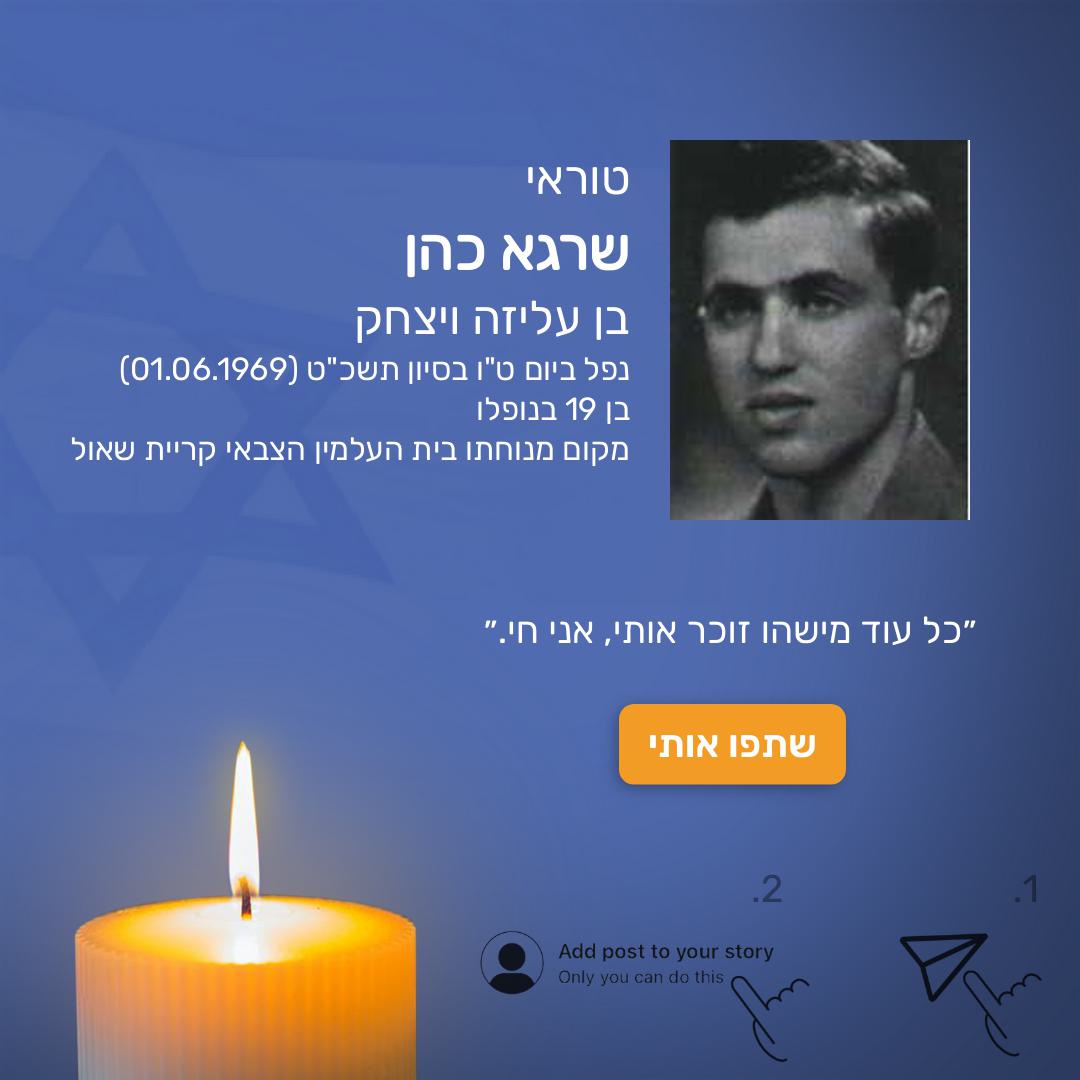 טוראי
שרגא כהן
בן עליזה ויצחק
נפל ביום ט"ו בסיון תשכ"ט (01.06.1969)
בן 19 בנופלו
מקום מנוחתו בית העלמין הצבאי קריית שאול
״כל עוד מישהו זוכר אותי, אני חי.״
שתפו אותי
1.
2.
Add post to your story
Only you can do this